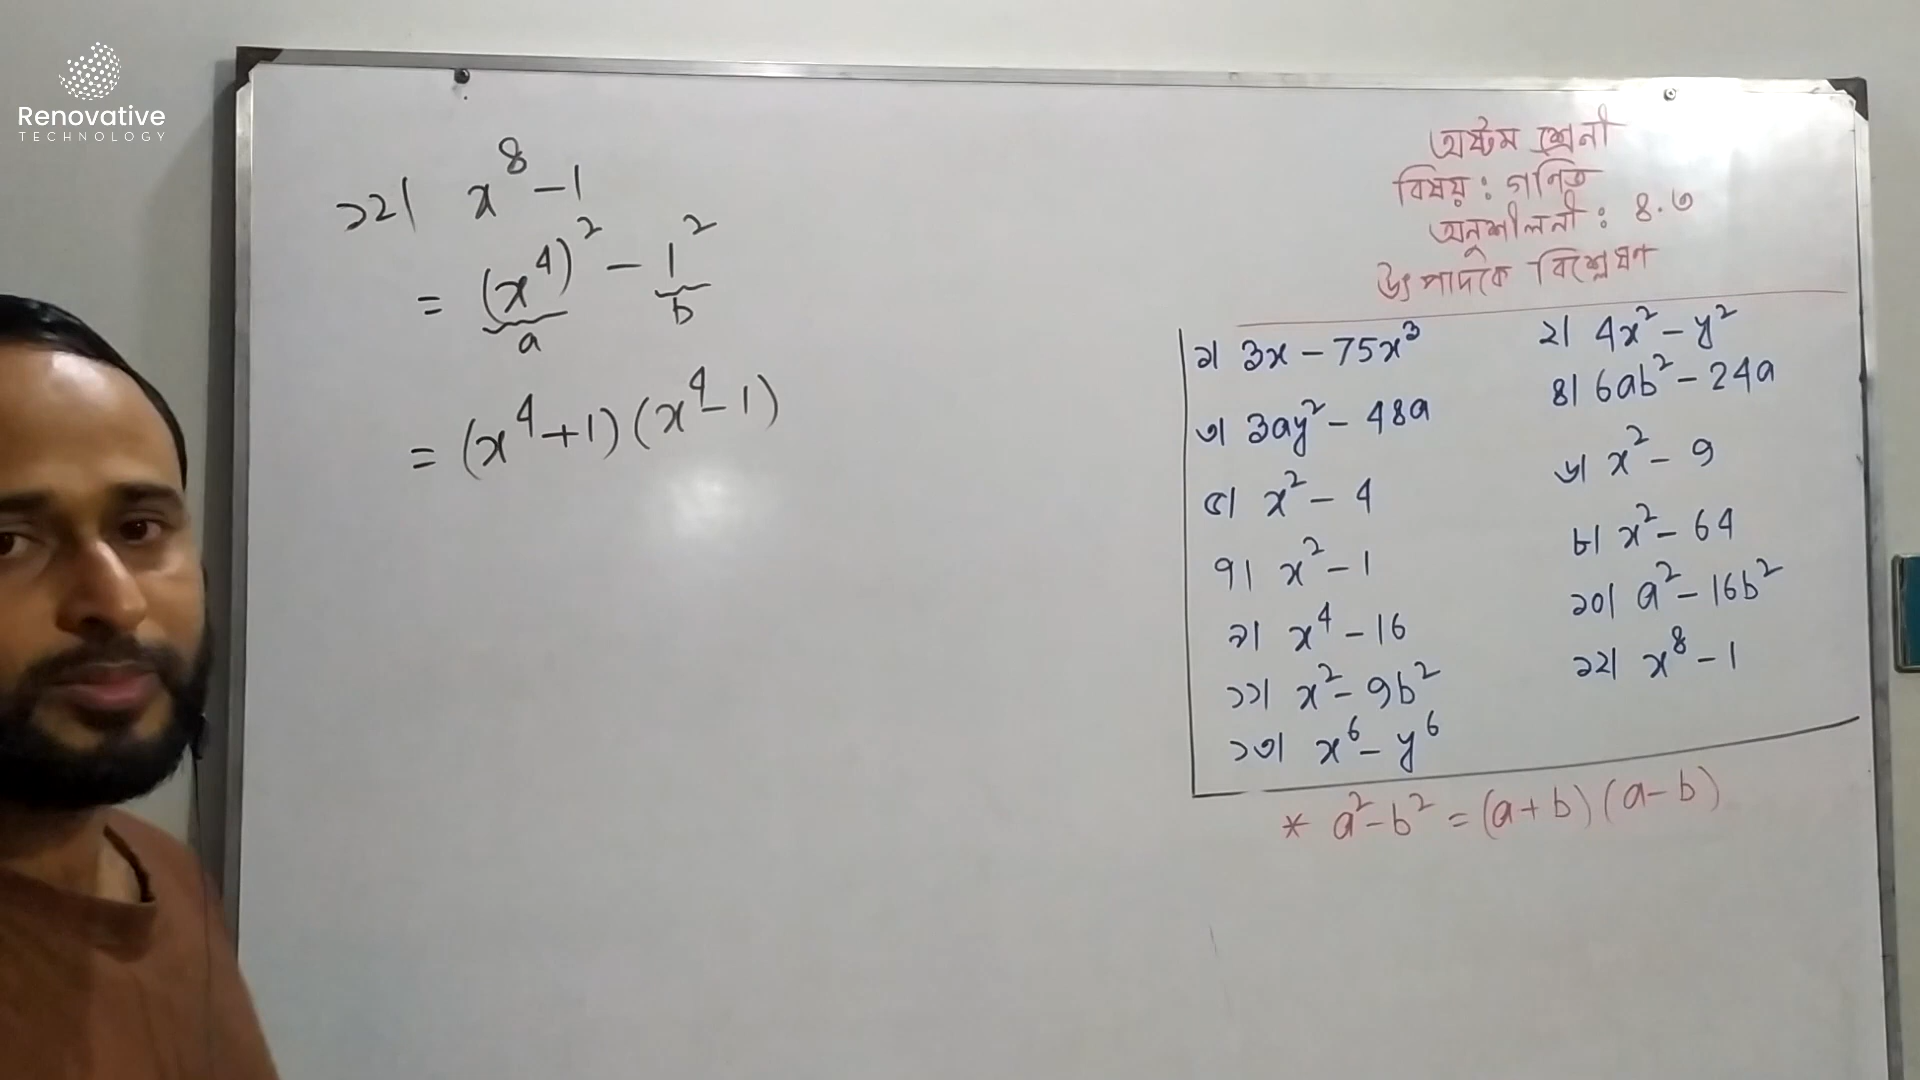 Renovative
TECHNOLOGY
১২। x⁸ – 1
= (x⁴)² – 1²
a b
= (x⁴+1)(x⁴–1)
অষ্টম শ্রেনী
বিষয় : গনিত
অনুশীলনী : ৪.৩
উৎপাদকে বিশ্লেষণ
১। 3x – 75x³
২। 4x² – y²
৩। 3ay² – 48a
৪। 6ab² – 24a
৫। x² – 4
৬। x² – 9
৭। x² – 1
৮। x² – 64
৯। x⁴ – 16
১০। a² – 16b²
১১। x² – 9b²
১২। x⁸ – 1
১৩। x⁶ – y⁶
* a² – b² = (a+b)(a–b)